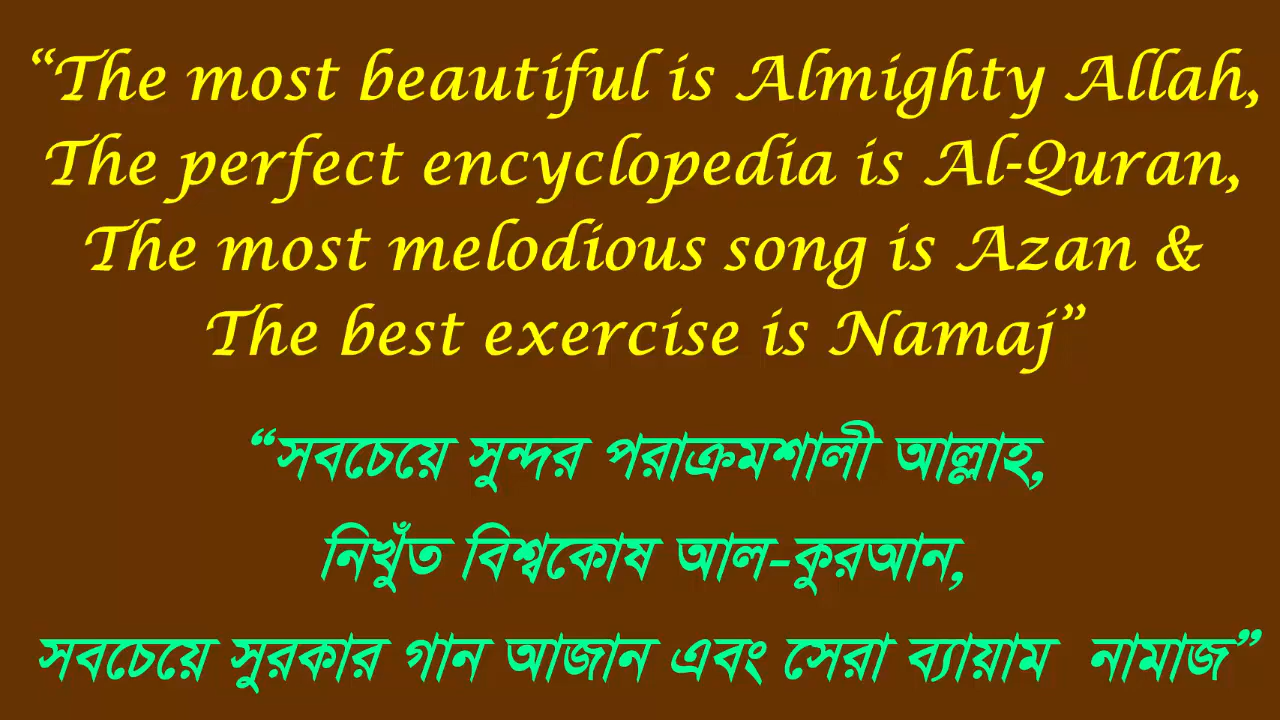 “The most beautiful is Almighty Allah,
The perfect encyclopedia is Al-Quran,
The most melodious song is Azan &
The best exercise is Namaj”
“সবচেয়ে সুন্দর পরাক্রমশালী আল্লাহ,
নিখুঁত বিশ্বকোষ আল-কুরআন,
সবচেয়ে সুরকার গান আজান এবং সেরা ব্যায়াম নামাজ”